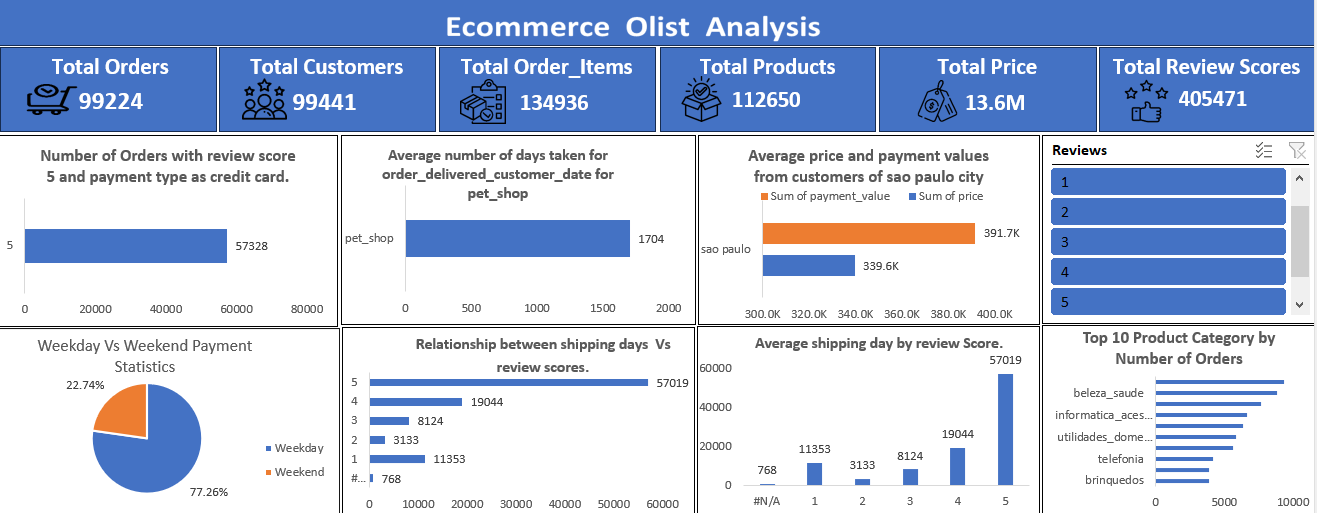 Ecommerce Olist Analysis
Total Orders
99224
Total Customers
99441
Total Order_Items
134936
Total Products
112650
Total Price
13.6M
Total Review Scores
405471
Number of Orders with review score
5 and payment type as credit card.
5
57328
0 20000 40000 60000 80000
Average number of days taken for
order_delivered_customer_date for
pet_shop
pet_shop
1704
0 500 1000 1500 2000
Average price and payment values
from customers of sao paulo city
Sum of payment_value Sum of price
391.7K
sao paulo
339.6K
300.0K 320.0K 340.0K 360.0K 380.0K 400.0K
Reviews
1
2
3
4
5
Weekday Vs Weekend Payment
Statistics
22.74%
77.26%
Weekday
Weekend
Relationship between shipping days Vs
review scores.
5 57019
4 19044
3 8124
2 3133
1 11353
#... 768
0 10000 20000 30000 40000 50000 60000
Average shipping day by review Score.
60000
40000
20000
0
768
11353
3133
8124
19044
57019
#N/A 1 2 3 4 5
Top 10 Product Category by
Number of Orders
beleza_saude
informatica_aces...
utilidades_dome...
telefonia
brinquedos
0 5000 10000